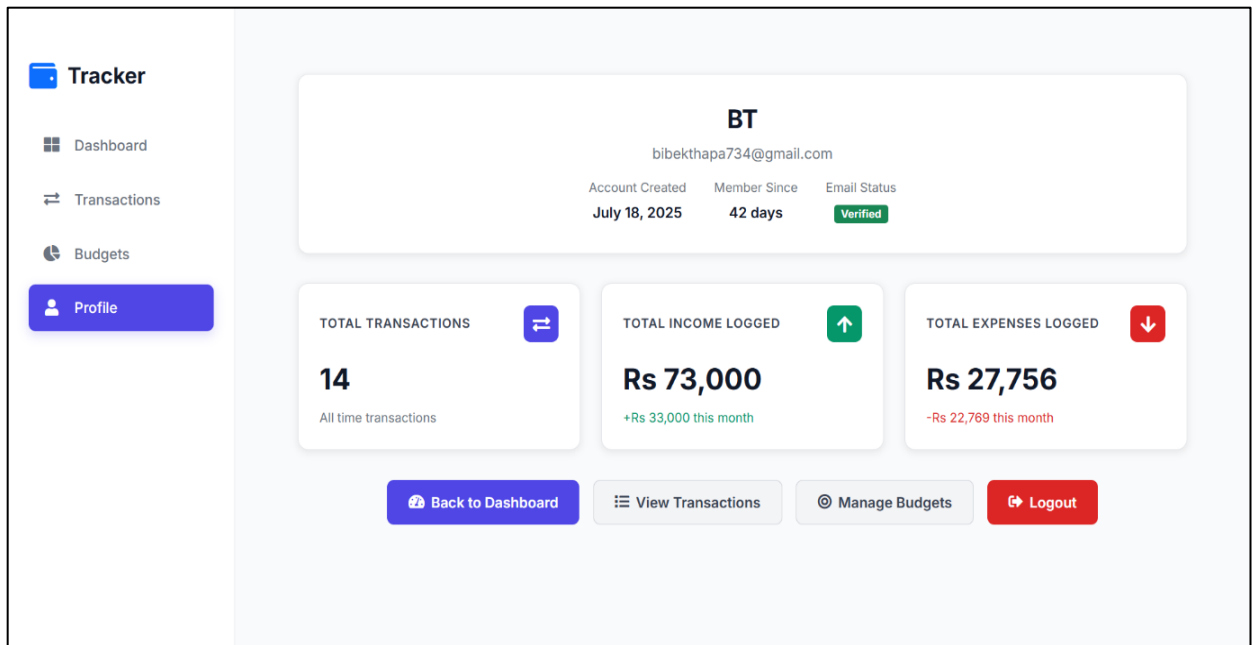 Tracker
Dashboard
Transactions
Budgets
Profile
BT
bibekthapa734@gmail.com
Account Created Member Since Email Status
July 18, 2025 42 days Verified
TOTAL TRANSACTIONS
14
All time transactions
TOTAL INCOME LOGGED
Rs 73,000
+Rs 33,000 this month
TOTAL EXPENSES LOGGED
Rs 27,756
-Rs 22,769 this month
Back to Dashboard View Transactions Manage Budgets Logout